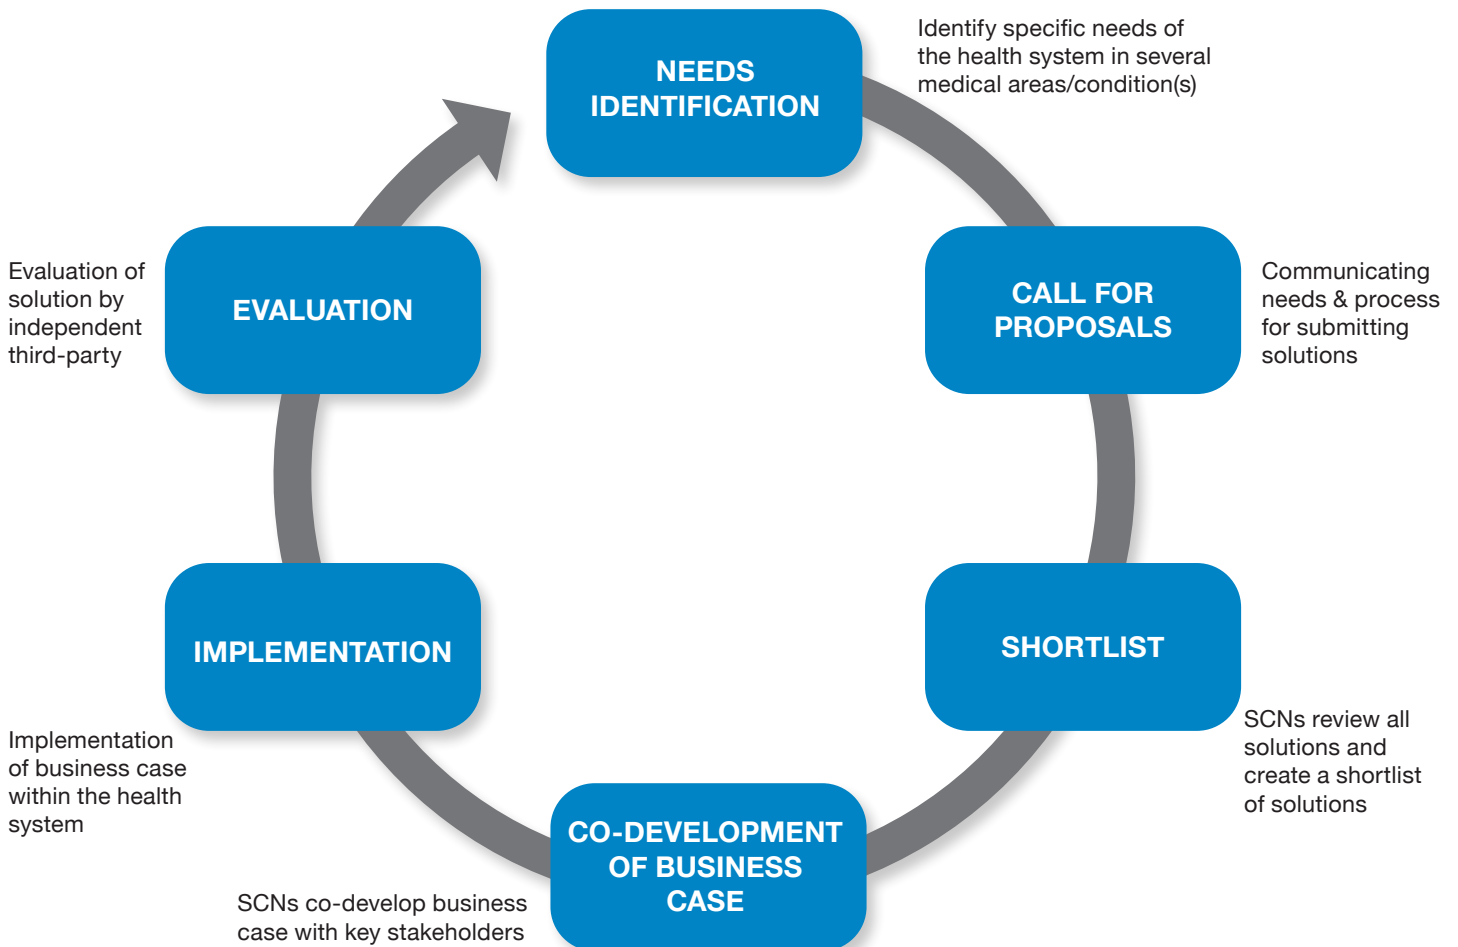 NEEDS
IDENTIFICATION
Identify specific needs of
the health system in several
medical areas/condition(s)
CALL FOR
PROPOSALS
Communicating
needs & process
for submitting
solutions
SHORTLIST
SCNs review all
solutions and
create a shortlist
of solutions
CO-DEVELOPMENT
OF BUSINESS
CASE
SCNs co-develop business
case with key stakeholders
IMPLEMENTATION
Implementation
of business case
within the health
system
EVALUATION
Evaluation of
solution by
independent
third-party